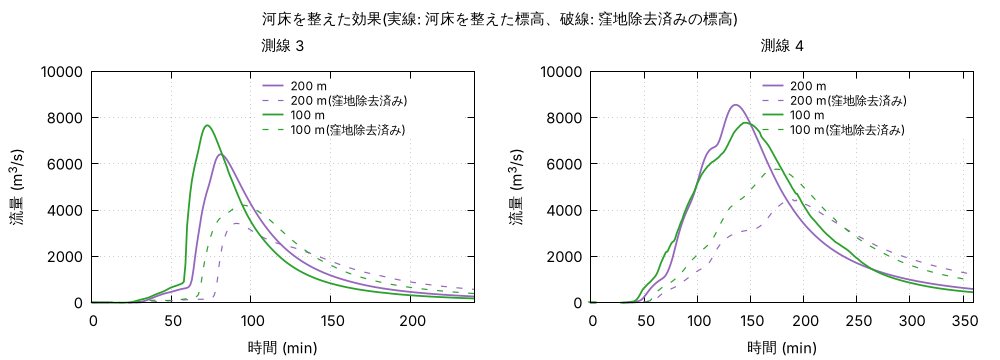 河床を整えた効果(実線: 河床を整えた標高、破線: 窪地除去済みの標高)
測線 3
10000
8000
6000
4000
2000
0
流量 (m³/s)
200 m
200 m(窪地除去済み)
100 m
100 m(窪地除去済み)
0 50 100 150 200
時間 (min)
測線 4
10000
8000
6000
4000
2000
0
流量 (m³/s)
200 m
200 m(窪地除去済み)
100 m
100 m(窪地除去済み)
0 50 100 150 200 250 300 350
時間 (min)